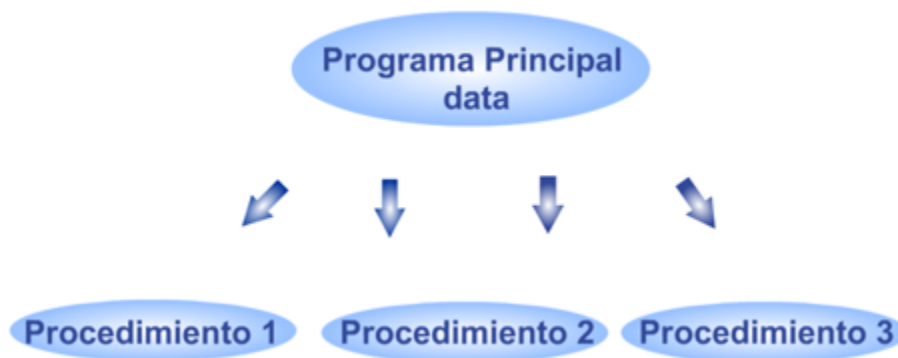 Programa Principal
data
Procedimiento 1
Procedimiento 2
Procedimiento 3